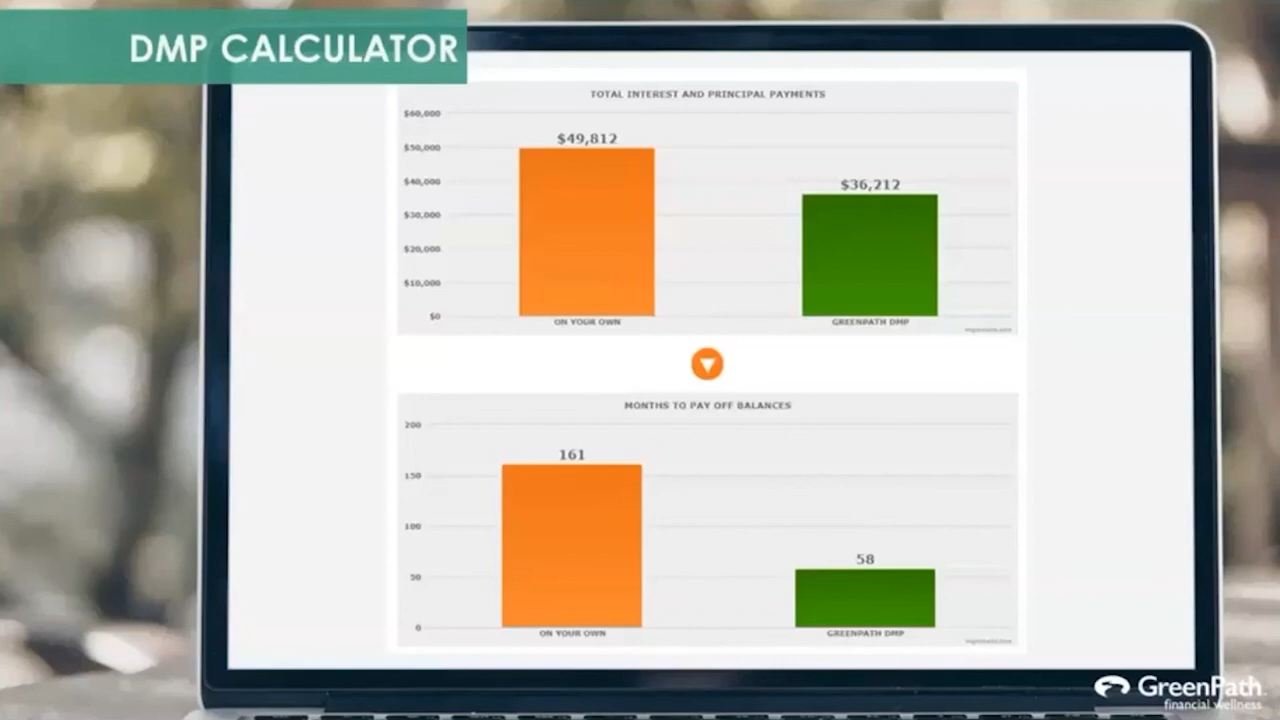 DMP CALCULATOR
TOTAL INTEREST AND PRINCIPAL PAYMENTS
$60,000
$50,000
$40,000
$30,000
$20,000
$10,000
$0
$49,812
$36,212
ON YOUR OWN
GREENPATH DMP
MONTHS TO PAY OFF BALANCES
200
150
100
50
0
161
58
ON YOUR OWN
GREENPATH DMP
GreenPath
financial wellness